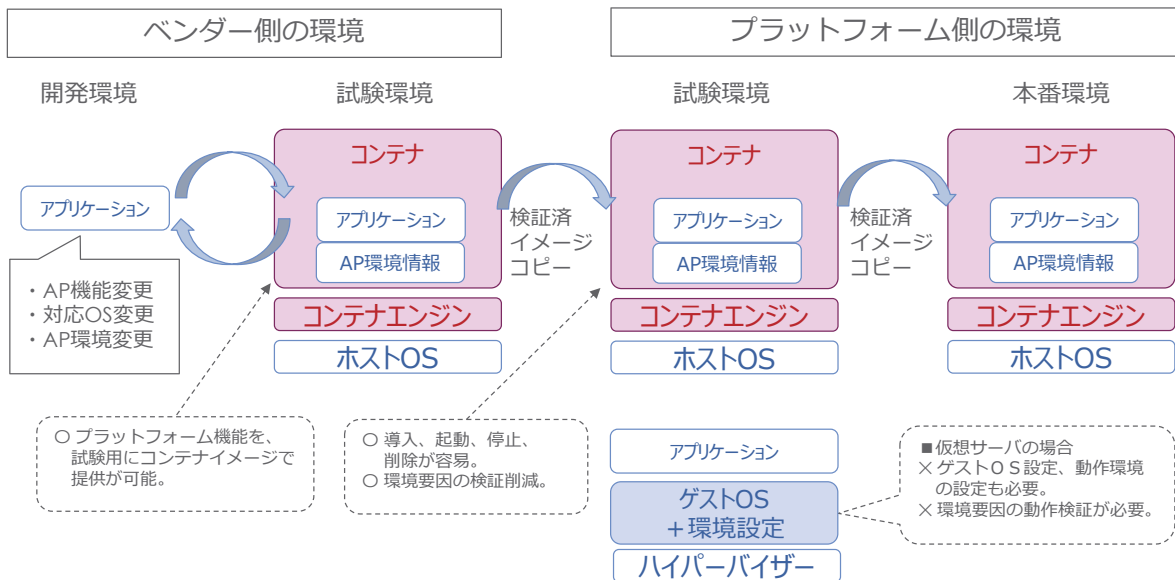 ベンダー側の環境
プラットフォーム側の環境
開発環境
試験環境
試験環境
本番環境
アプリケーション
・AP機能変更
・対応OS変更
・AP環境変更
コンテナ
アプリケーション
AP環境情報
コンテナエンジン
ホストOS
検証済
イメージ
コピー
コンテナ
アプリケーション
AP環境情報
コンテナエンジン
ホストOS
検証済
イメージ
コピー
コンテナ
アプリケーション
AP環境情報
コンテナエンジン
ホストOS
○ プラットフォーム機能を、
試験用にコンテナイメージで
提供が可能。
○ 導入、起動、停止、
削除が容易。
○ 環境要因の検証削減。
アプリケーション
ゲストOS
＋環境設定
ハイパーバイザー
■仮想サーバの場合
× ゲストＯＳ設定、動作環境
の設定も必要。
× 環境要因の動作検証が必要。